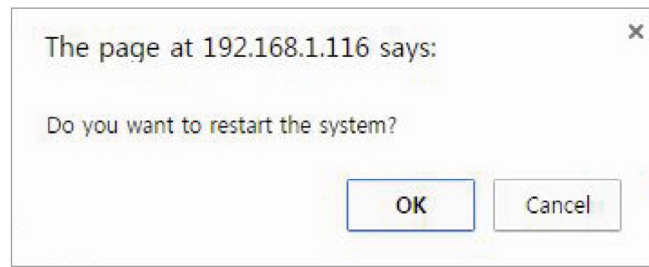 The page at 192.168.1.116 says:
Do you want to restart the system?
OK Cancel